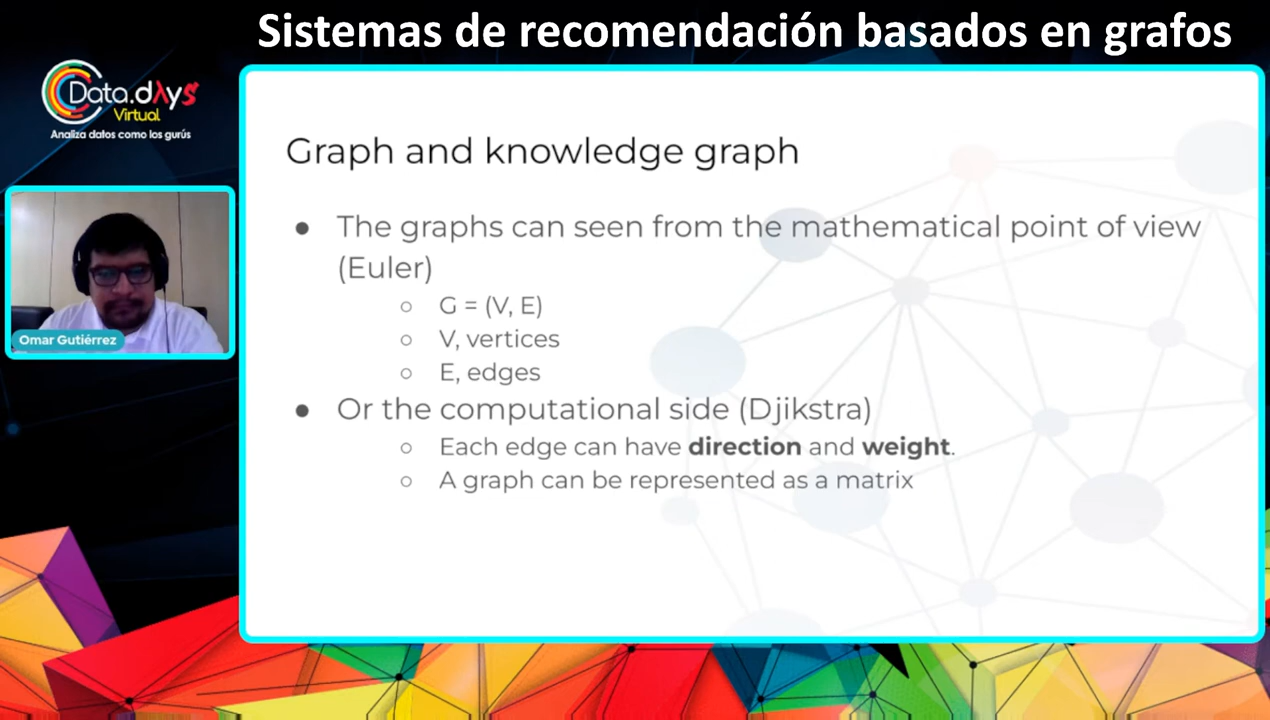 Sistemas de recomendación basados en grafos
Data.dλys
Virtual
Analiza datos como los gurús
Omar Gutiérrez
Graph and knowledge graph
● The graphs can seen from the mathematical point of view
(Euler)
○ G = (V, E)
○ V, vertices
○ E, edges
● Or the computational side (Djikstra)
○ Each edge can have direction and weight.
○ A graph can be represented as a matrix